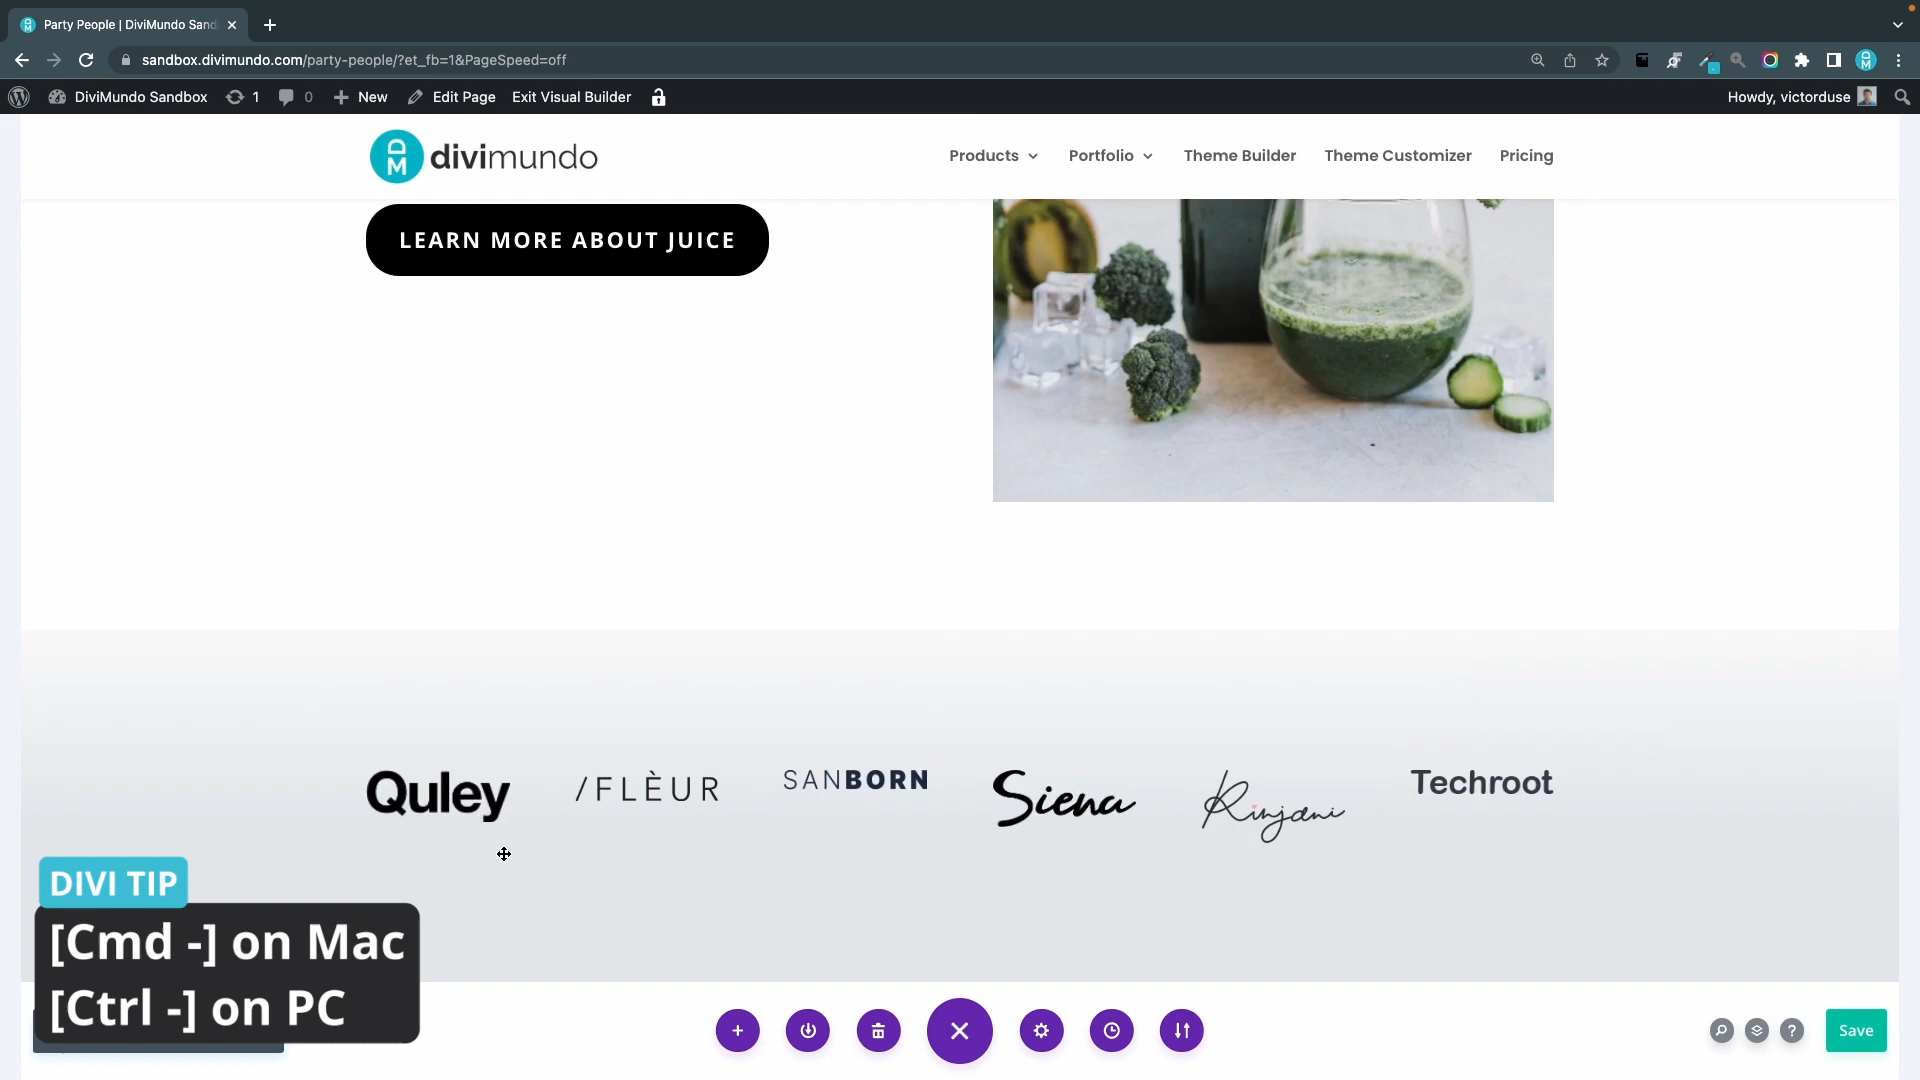 Party People | DiviMundo Sand
sandbox.divimundo.com/party-people/?et_fb=1&PageSpeed=off
DiviMundo Sandbox 1 0 New Edit Page Exit Visual Builder Howdy, victorduse
DM divimundo Products Portfolio Theme Builder Theme Customizer Pricing
LEARN MORE ABOUT JUICE
Quley /FLÈUR SANBORN Siena Rinjani Techroot
DIVI TIP
[Cmd -] on Mac
[Ctrl -] on PC
? Save